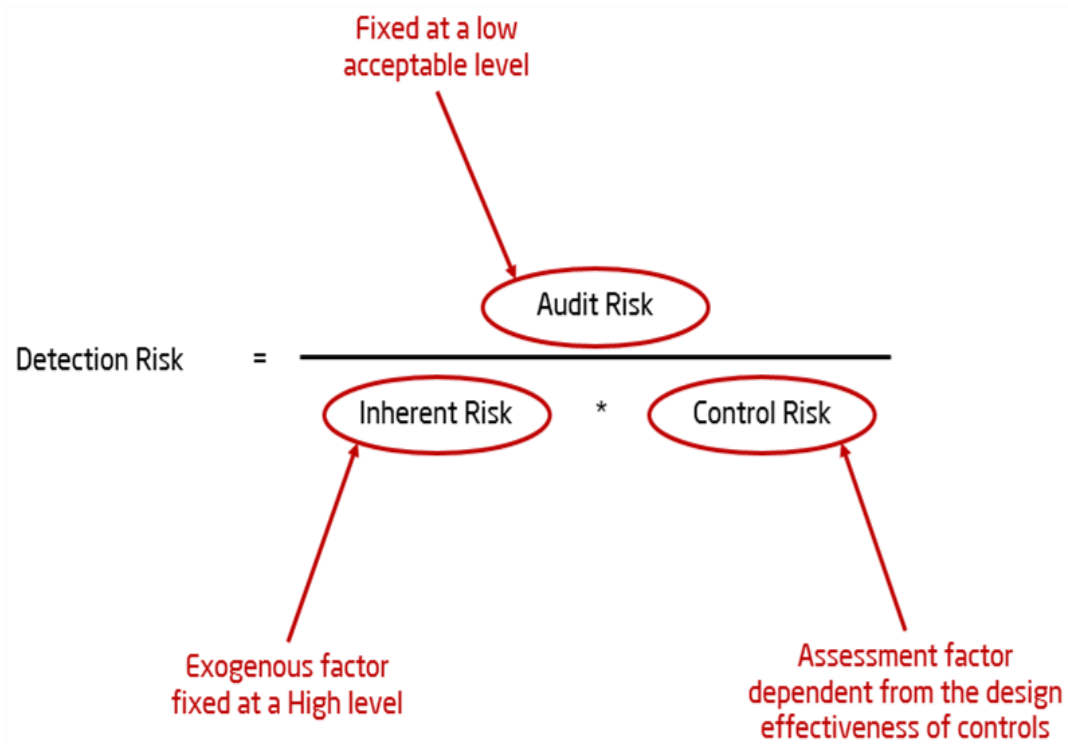 Fixed at a low
acceptable level
Audit Risk
Detection Risk =
Inherent Risk * Control Risk
Exogenous factor
fixed at a High level
Assessment factor
dependent from the design
effectiveness of controls